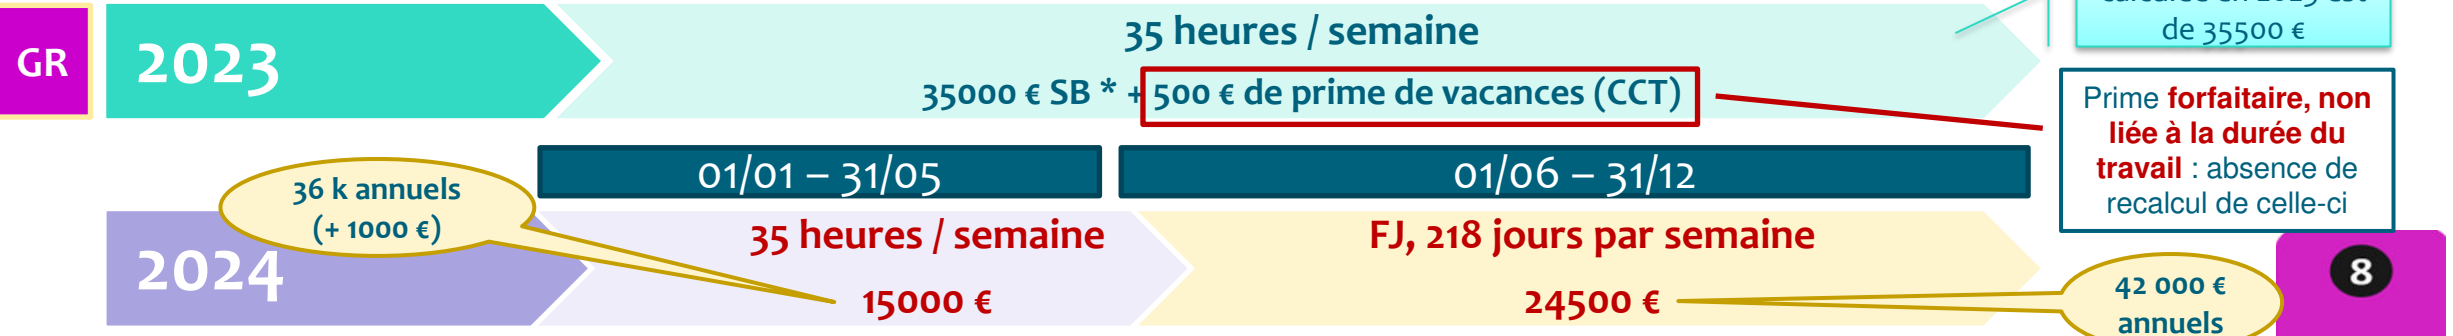 GR
2023
35 heures / semaine
35000 € SB * + 500 € de prime de vacances (CCT)
de 35500 €
Prime forfaitaire, non
liée à la durée du
travail : absence de
recalcul de celle-ci
01/01 – 31/05
01/06 – 31/12
36 k annuels
(+ 1000 €)
2024
35 heures / semaine
15000 €
FJ, 218 jours par semaine
24500 €
42 000 €
annuels
8